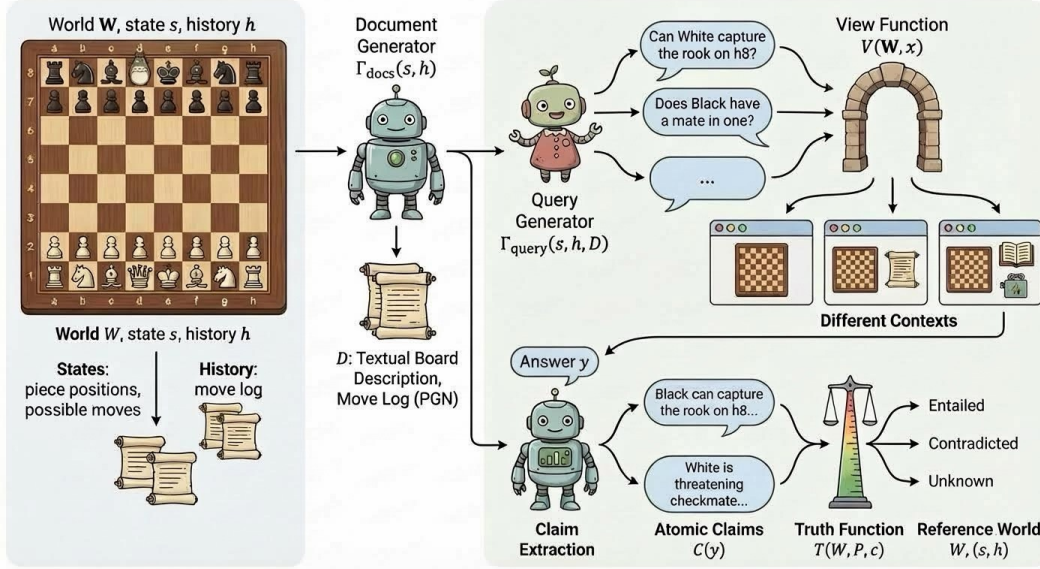 World W, state s, history h
a b c d e f g h
8
7
6
5
4
3
2
1
a b c d e f g h
World W, state s, history h
States:
piece positions,
possible moves
History:
move log
Document
Generator
Γdocs(s, h)
D: Textual Board
Description,
Move Log (PGN)
Query
Generator
Γquery(s, h, D)
Can White capture
the rook on h8?
Does Black have
a mate in one?
...
View Function
V(W, x)
Different Contexts
Answer y
Claim
Extraction
Black can capture
the rook on h8...
White is
threatening
checkmate...
Atomic Claims
C(y)
Truth Function
T(W, P, c)
Entailed
Contradicted
Unknown
Reference World
W, (s, h)